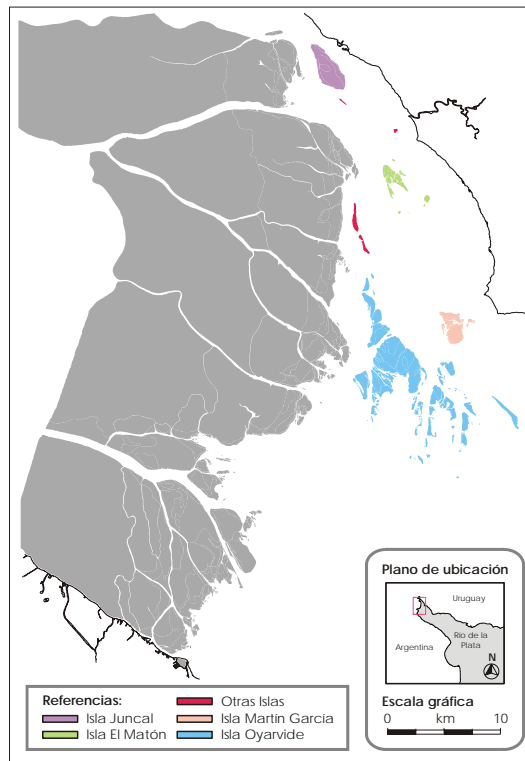 Plano de ubicación
Uruguay
Argentina
Rio de la
Plata
N
Escala gráfica
0 km 10
Referencias:
Isla Juncal
Isla El Matón
Otras Islas
Isla Martín García
Isla Oyarvide